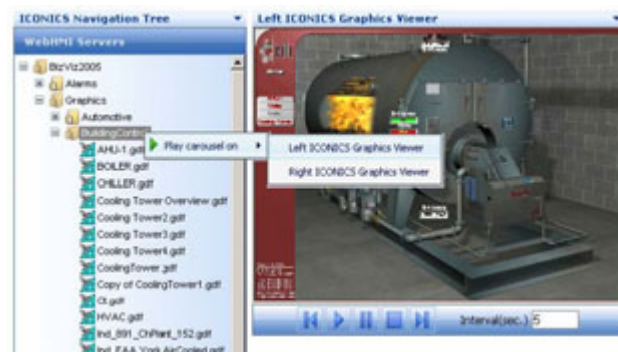 ICONICS Navigation Tree
WebHMI Servers
BizViz2005
Alarms
Graphics
Automotive
BuildingControl
AHU-1.gdf
BOILER.gdf
CHILLER.gdf
Cooling Tower Overview.gdf
Cooling Tower2.gdf
Cooling Tower3.gdf
Cooling Tower4.gdf
CoolingTower.gdf
Copy of CoolingTower1.gdf
Ct.gdf
HVAC.gdf
Ind_891_ChPlant_152.gdf
Ind_EAA_York AirCooled.gdf
Play carousel on
Left ICONICS Graphics Viewer
Right ICONICS Graphics Viewer
Left ICONICS Graphics Viewer
Interval(sec.) 5